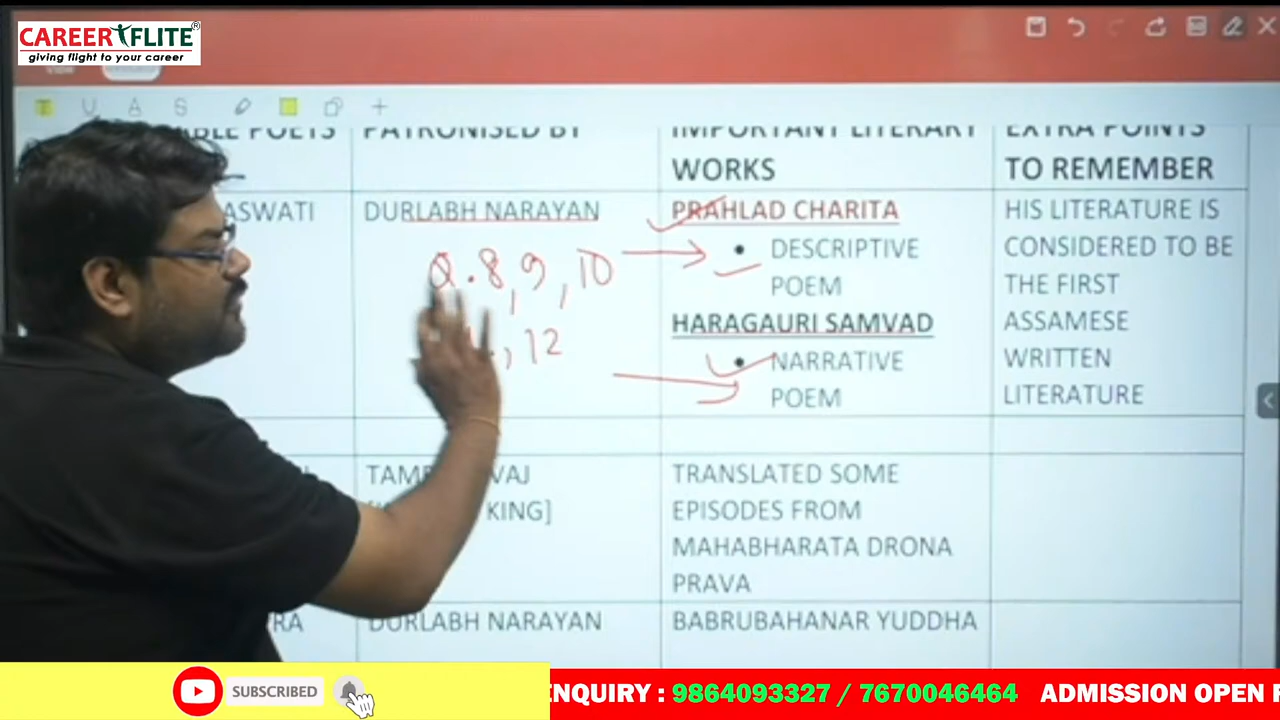 CAREER FLITE®
giving flight to your career
PATRONISED BY
IMPORTANT LITERARY
WORKS
EXTRA POINTS
TO REMEMBER
DURLABH NARAYAN
PRAHLAD CHARITA
• DESCRIPTIVE
POEM
HARAGAURI SAMVAD
• NARRATIVE
POEM
HIS LITERATURE IS
CONSIDERED TO BE
THE FIRST
ASSAMESE
WRITTEN
LITERATURE
Q.8, 9, 10
, 12
KING]
TRANSLATED SOME
EPISODES FROM
MAHABHARATA DRONA
PRAVA
DURLABH NARAYAN
BABRUBAHANAR YUDDHA
SUBSCRIBED
ENQUIRY : 9864093327 / 7670046464 ADMISSION OPEN